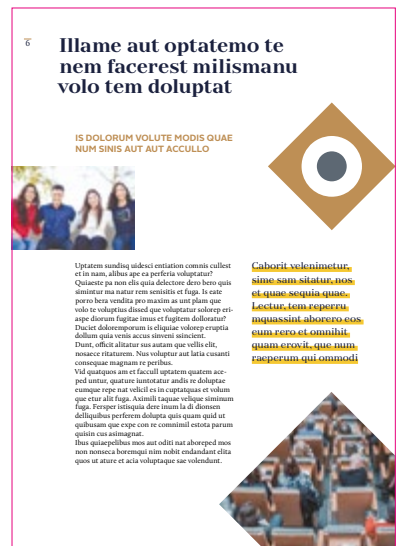 6
Illame aut optatemo te
nem facerest milismanu
volo tem doluptat
IS DOLORUM VOLUTE MODIS QUAE
NUM SINIS AUT AUT ACCULLO
Uptatem sundisq uidesci entiation comnis cullest
et in nam, alibus ape ea perferia voluptatur?
Quiaeste pa non elis quia delectore dero bero quis
simintur ma natur rem sensitis et fuga. Is eate
porro bera vendita pro maxim as unt plam que
volo te voluptius dissed que voluptatur solorep eri-
aspe diorum fugitae imus et fugitem dolloratur?
Duciet doloremporum is eliquiae volorep eruptia
dollum quia venis accus sinveni sinvient.
Dunt, officit alitatur sus autam que vellis elit,
nosaece ritaturem. Nus voluptur aut latia cusanti
consequae magnam re peribus.
Vid quatquos am et faccull uptatem quatem ace-
ped untur, quature iuntotatur andis re doluptae
eumque repe nat velicil es in cuptatquas et volum
que etur alit fuga. Aximili taquae velique siminum
fuga. Fersper istisquia dere inum la di dionsen
delliquibus perferem dolupta quis quam quid ut
quibusam que expe con re comnimil estota parum
quisin cus asimagnat.
Ibus quiaepelibus mos aut oditi nat aboreped mos
non nonseca boremqui nim nobit endandant elita
quos ut ature et acia voluptaque sae volendunt.
Caborit velenimetur,
sime sam sitatur, nos
et quae sequia quae.
Lectur, tem reperru
mquassint aborero eos
eum rero et omnihit
quam erovit, que num
raeperum qui ommodi